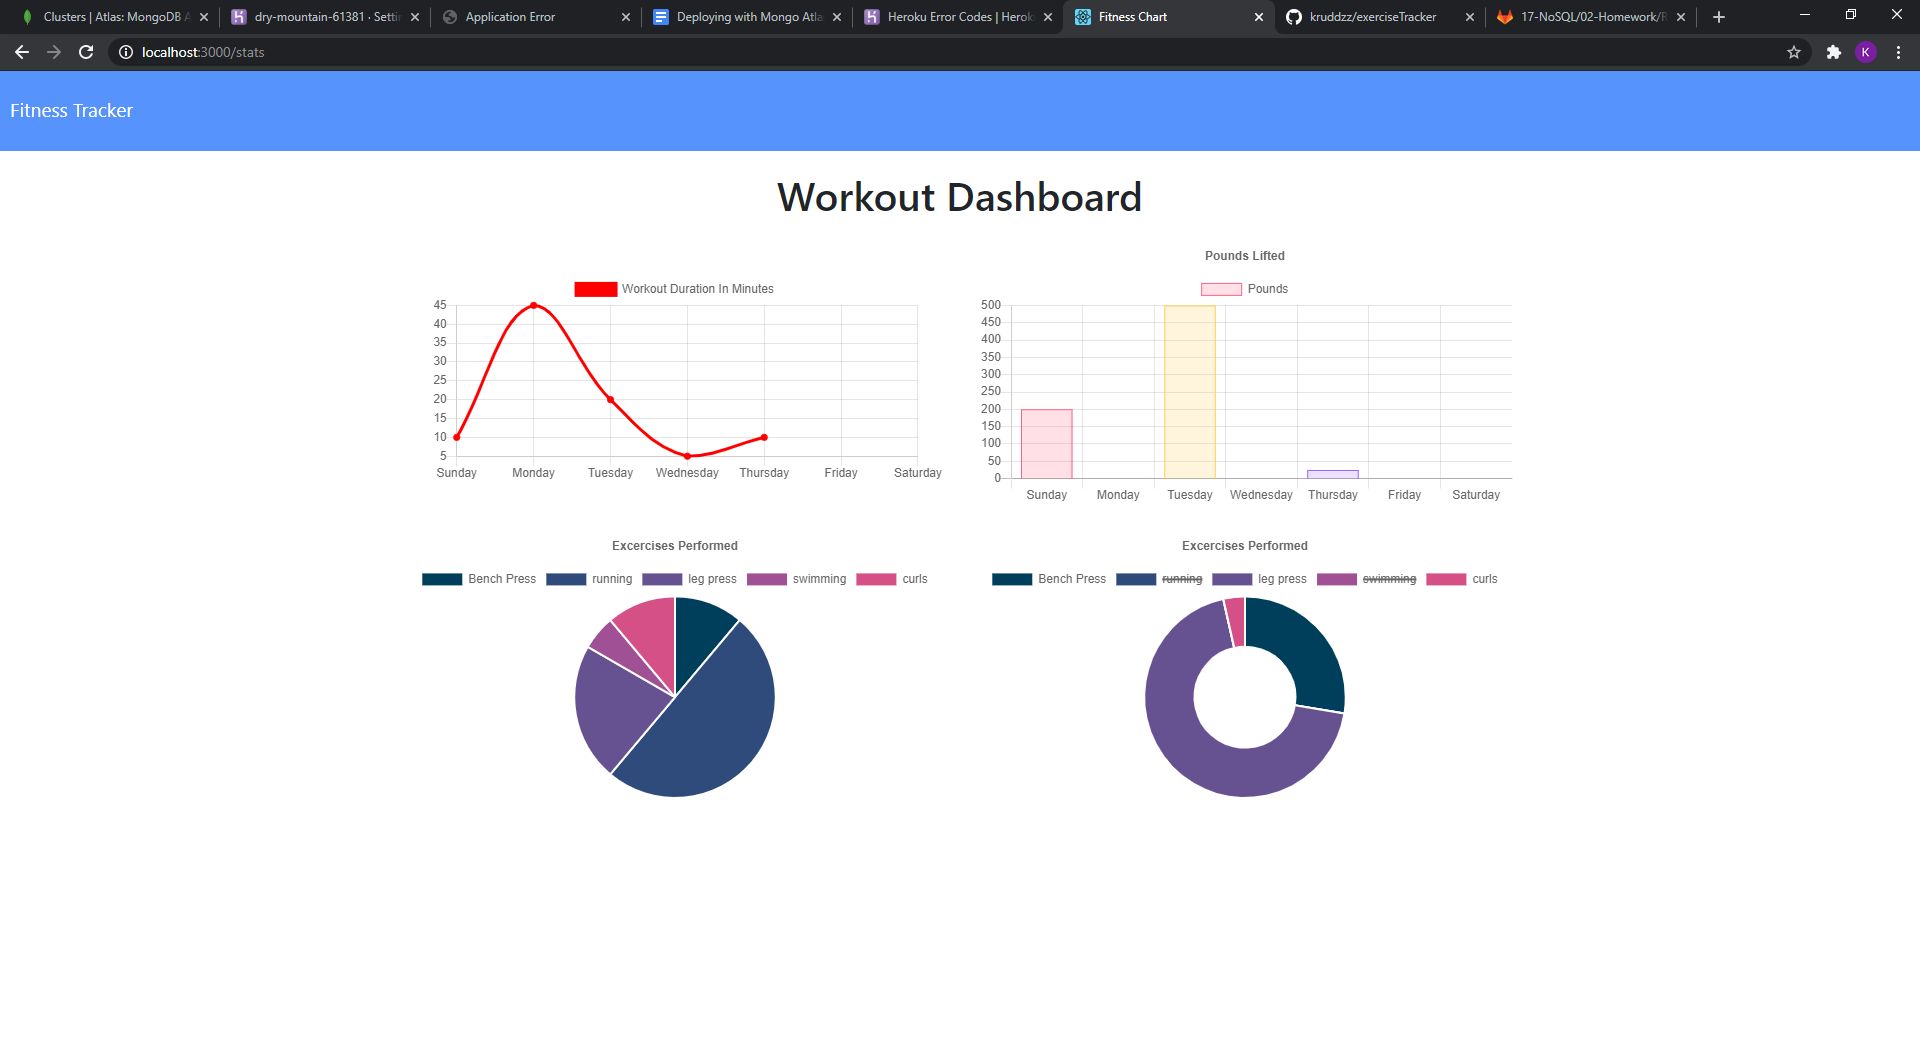 Clusters | Atlas: MongoDB A
dry-mountain-61381 · Settin
Application Error
Deploying with Mongo Atla
Heroku Error Codes | Herok
Fitness Chart
kruddzz/exerciseTracker
17-NoSQL/02-Homework/R
localhost:3000/stats
K
Fitness Tracker
Workout Dashboard
Workout Duration In Minutes
45
40
35
30
25
20
15
10
5
Sunday Monday Tuesday Wednesday Thursday Friday Saturday
Pounds Lifted
Pounds
500
450
400
350
300
250
200
150
100
50
0
Sunday Monday Tuesday Wednesday Thursday Friday Saturday
Excercises Performed
Bench Press running leg press swimming curls
Excercises Performed
Bench Press running leg press swimming curls